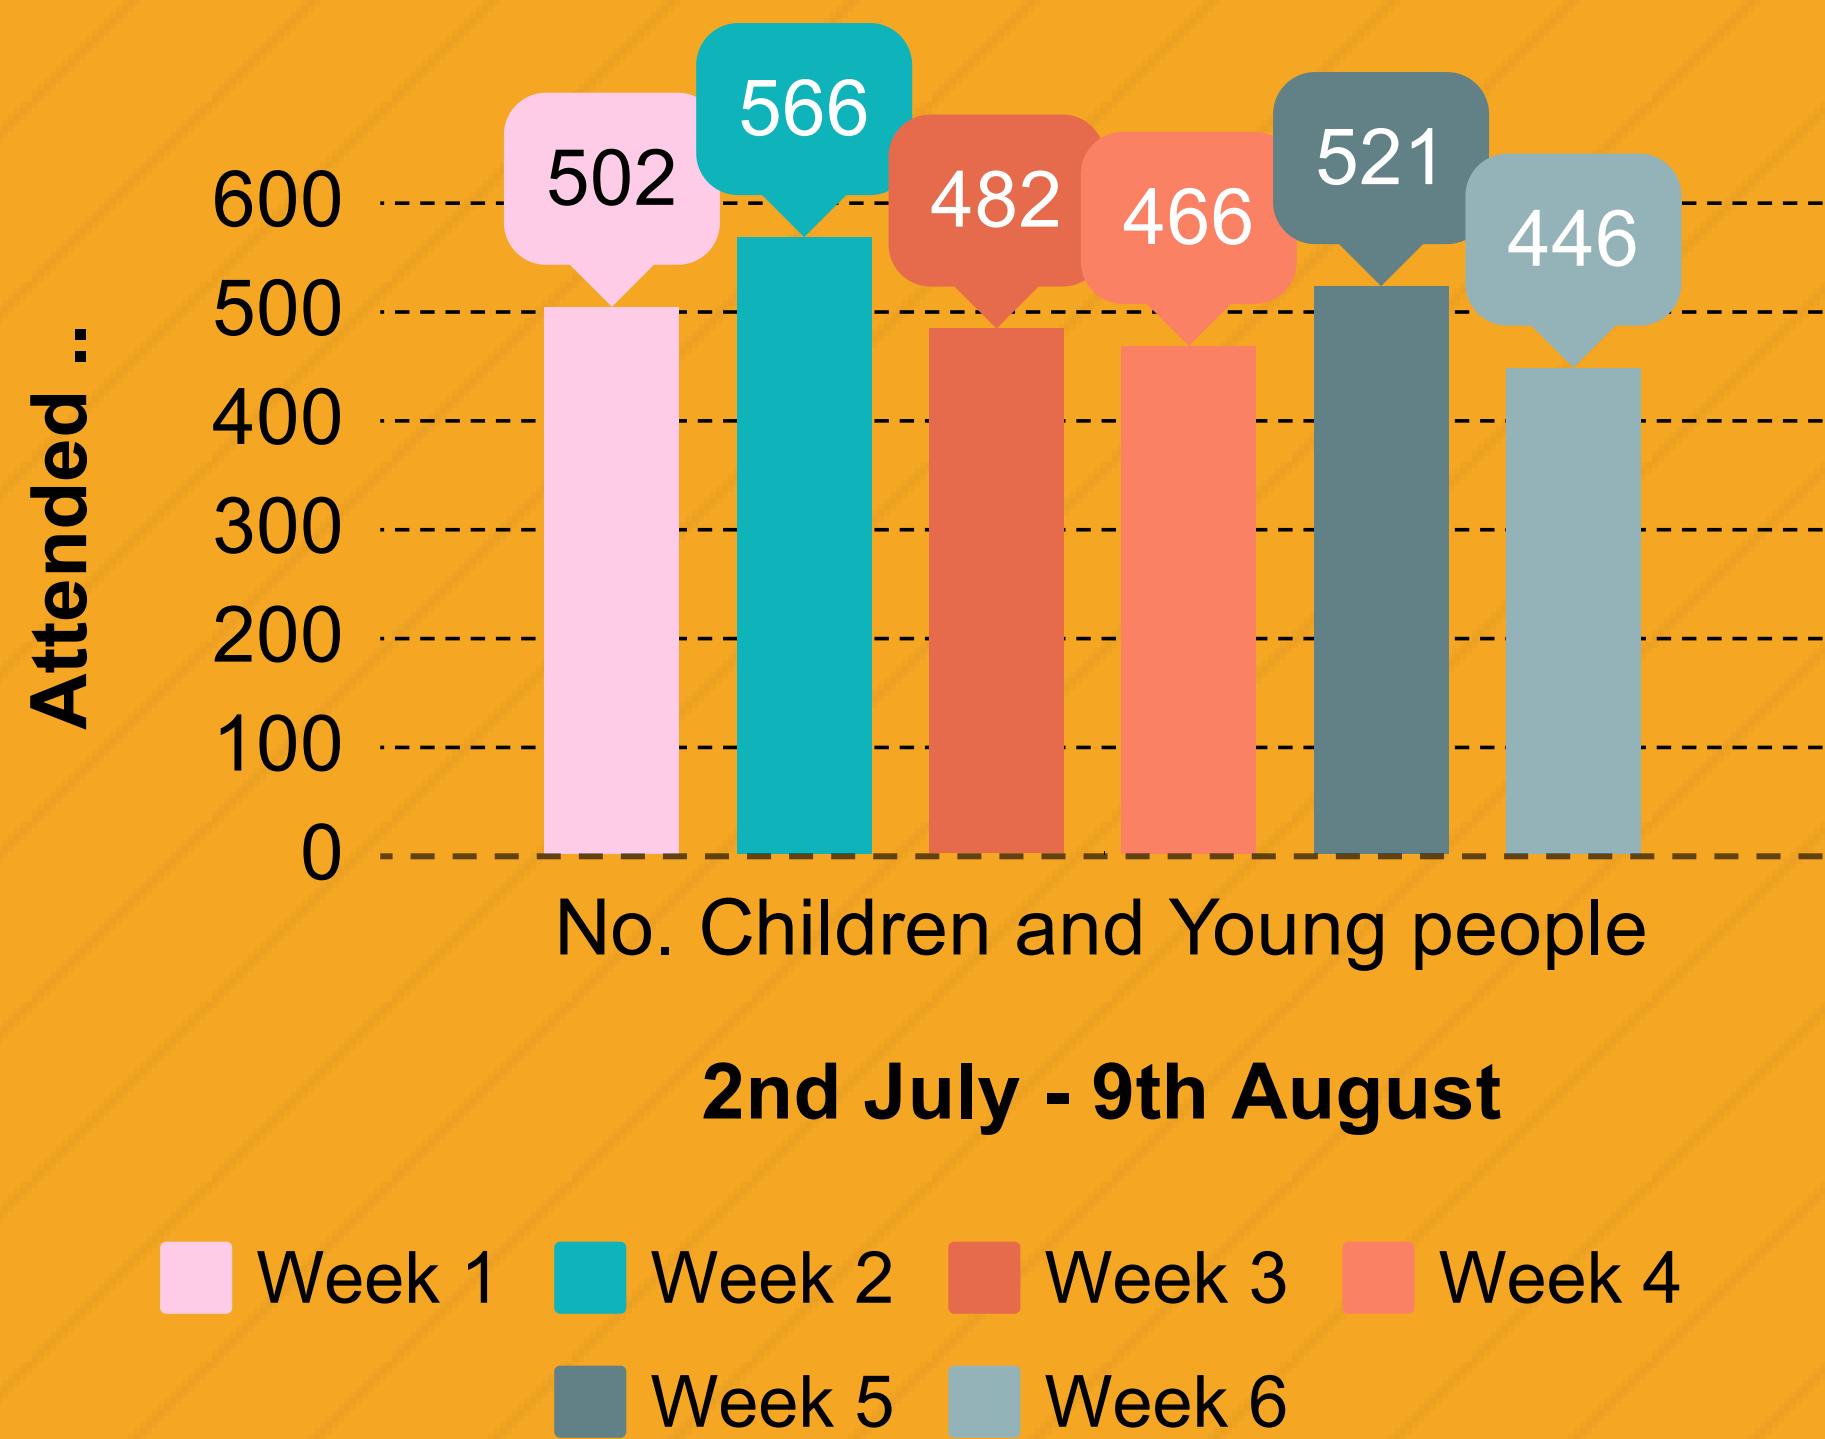 566
521
502
482
466
446
600
500
400
300
200
100
0
Attended ..
No. Children and Young people
2nd July - 9th August
Week 1 Week 2 Week 3 Week 4
Week 5 Week 6